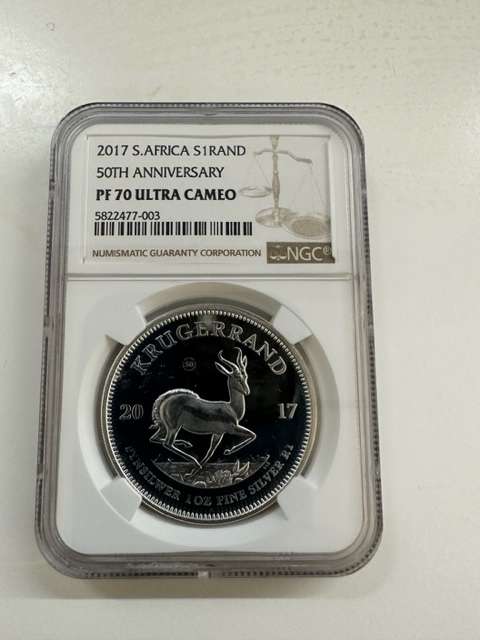 2017 S.AFRICA S1RAND
50TH ANNIVERSARY
PF 70 ULTRA CAMEO
5822477-003
NUMISMATIC GUARANTY CORPORATION
NGC®
KRUGERRAND
50
20 17
FYNSILWER 1 OZ FINE SILVER R1